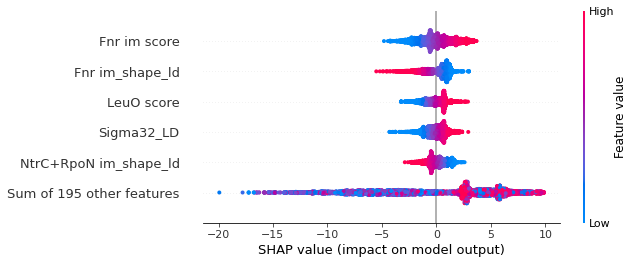 High
Fnr im score
Fnr im_shape_ld
LeuO score
Sigma32_LD
NtrC+RpoN im_shape_ld
Sum of 195 other features
Feature value
Low
−20 −15 −10 −5 0 5 10
SHAP value (impact on model output)